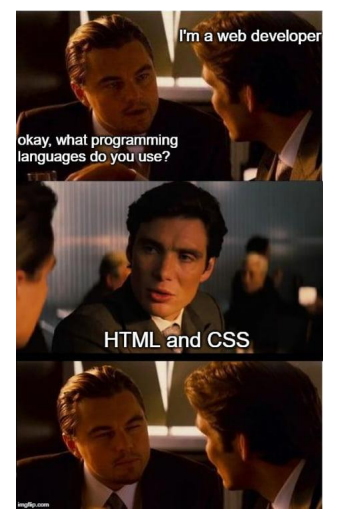 I'm a web developer
okay, what programming
languages do you use?
HTML and CSS
imgflip.com